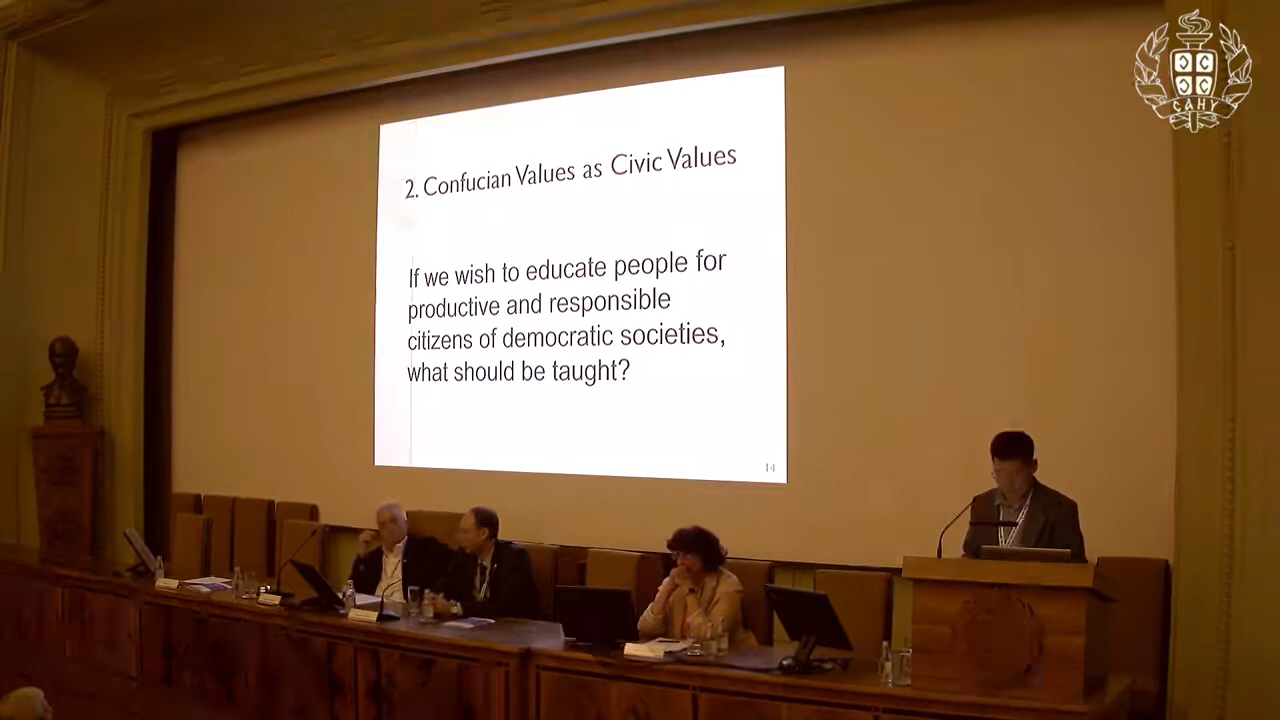 2. Confucian Values as Civic Values
If we wish to educate people for
productive and responsible
citizens of democratic societies,
what should be taught?
14
САНУ